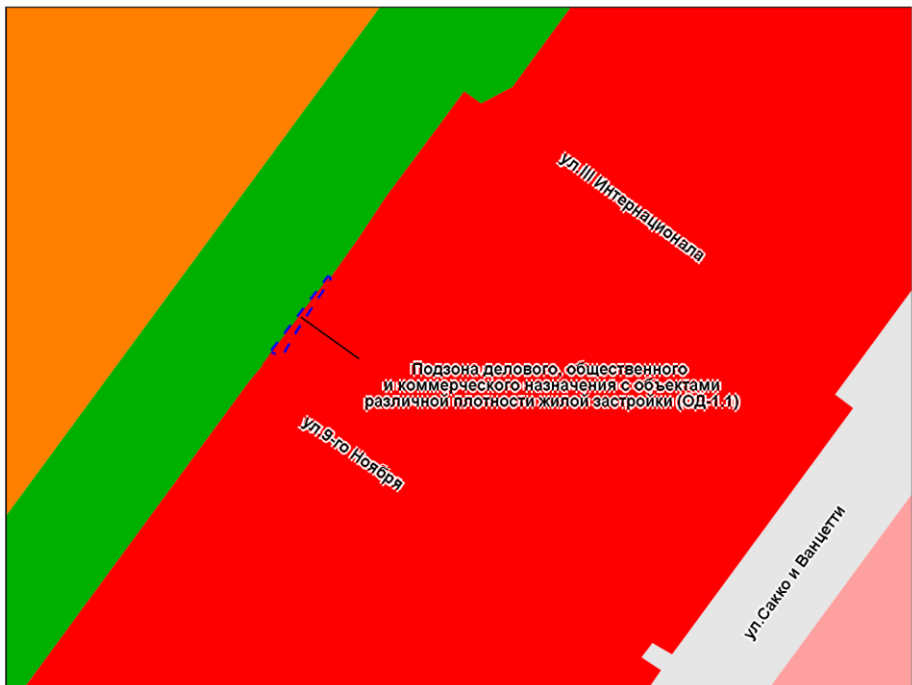 ул.III Интернационала
Подзона делового, общественного
и коммерческого назначения с объектами
различной плотности жилой застройки (ОД-1.1)
ул.9-го Ноября
ул.Сакко и Ванцетти